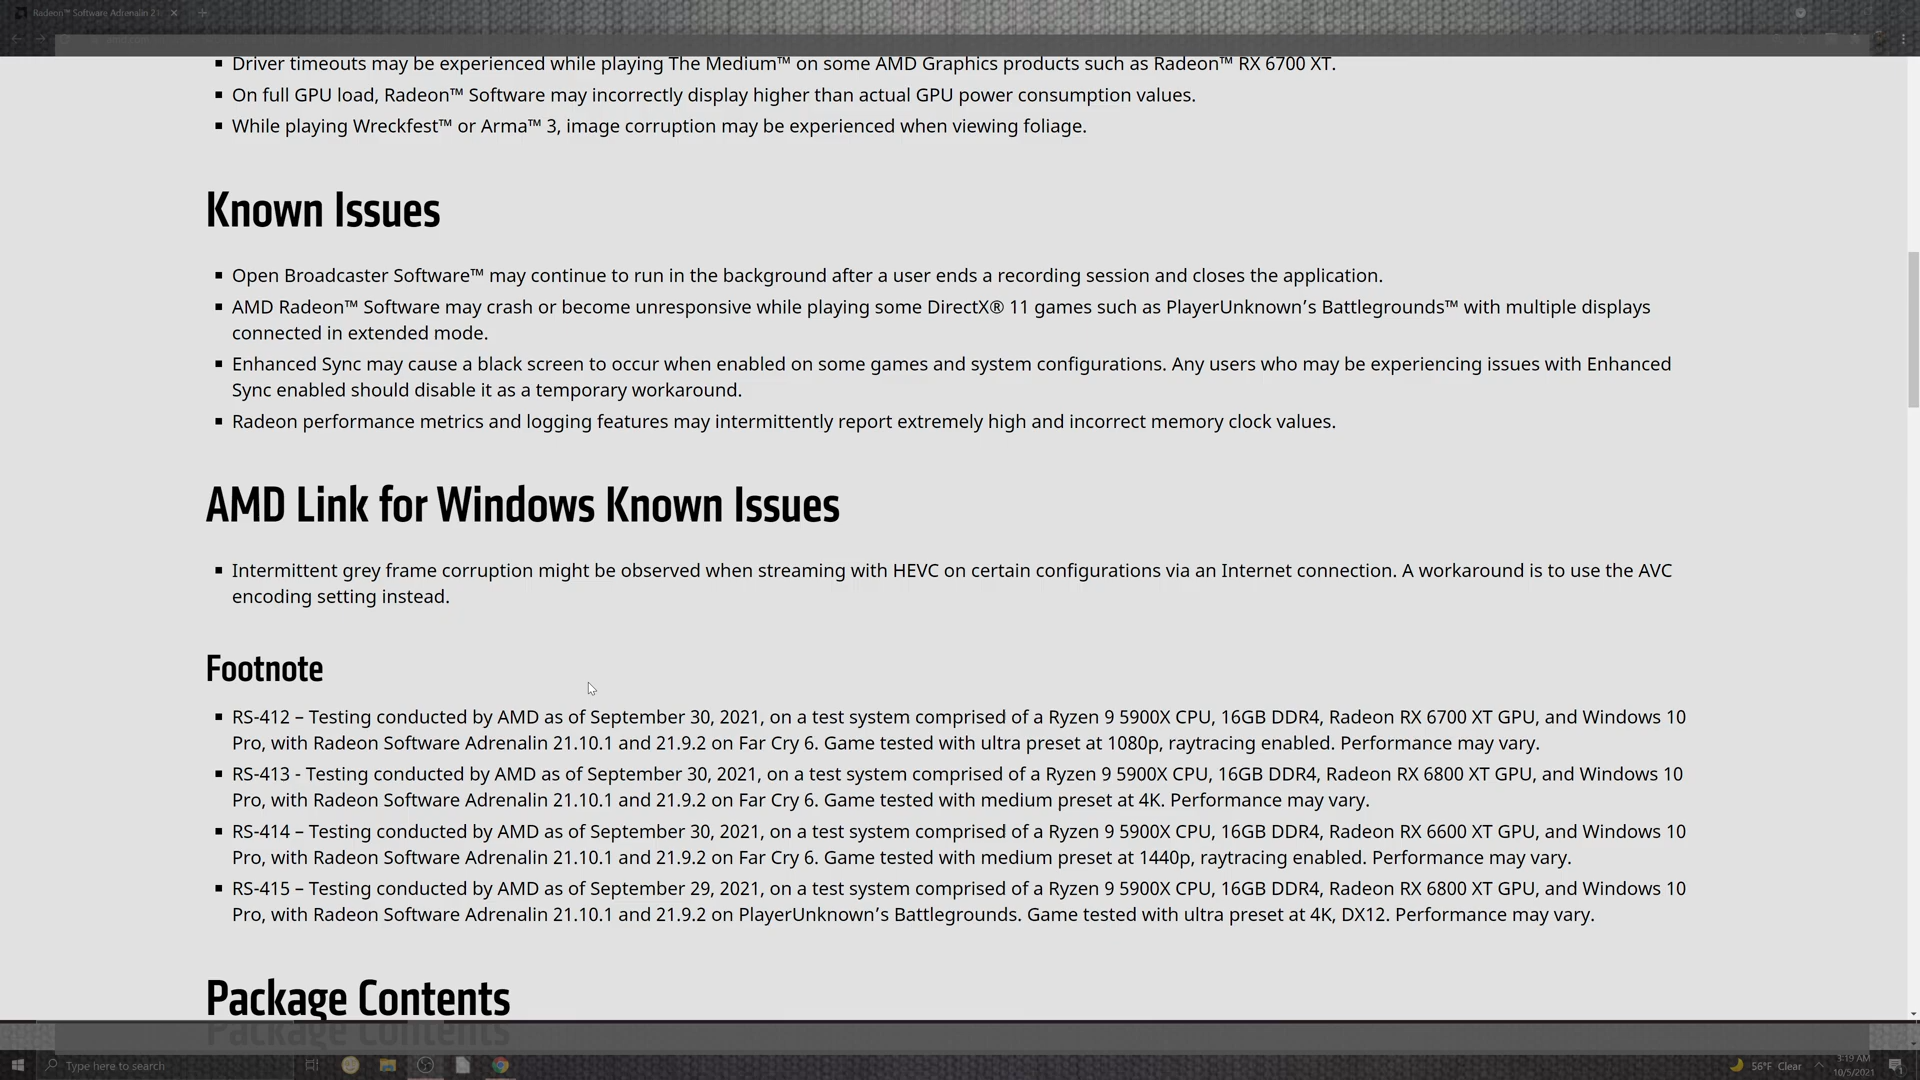 Radeon™ Software Adrenalin 21
Driver timeouts may be experienced while playing The Medium™ on some AMD Graphics products such as Radeon™ RX 6700 XT.
On full GPU load, Radeon™ Software may incorrectly display higher than actual GPU power consumption values.
While playing Wreckfest™ or Arma™ 3, image corruption may be experienced when viewing foliage.
Known Issues
Open Broadcaster Software™ may continue to run in the background after a user ends a recording session and closes the application.
AMD Radeon™ Software may crash or become unresponsive while playing some DirectX® 11 games such as PlayerUnknown’s Battlegrounds™ with multiple displays
connected in extended mode.
Enhanced Sync may cause a black screen to occur when enabled on some games and system configurations. Any users who may be experiencing issues with Enhanced
Sync enabled should disable it as a temporary workaround.
Radeon performance metrics and logging features may intermittently report extremely high and incorrect memory clock values.
AMD Link for Windows Known Issues
Intermittent grey frame corruption might be observed when streaming with HEVC on certain configurations via an Internet connection. A workaround is to use the AVC
encoding setting instead.
Footnote
RS-412 – Testing conducted by AMD as of September 30, 2021, on a test system comprised of a Ryzen 9 5900X CPU, 16GB DDR4, Radeon RX 6700 XT GPU, and Windows 10
Pro, with Radeon Software Adrenalin 21.10.1 and 21.9.2 on Far Cry 6. Game tested with ultra preset at 1080p, raytracing enabled. Performance may vary.
RS-413 - Testing conducted by AMD as of September 30, 2021, on a test system comprised of a Ryzen 9 5900X CPU, 16GB DDR4, Radeon RX 6800 XT GPU, and Windows 10
Pro, with Radeon Software Adrenalin 21.10.1 and 21.9.2 on Far Cry 6. Game tested with medium preset at 4K. Performance may vary.
RS-414 – Testing conducted by AMD as of September 30, 2021, on a test system comprised of a Ryzen 9 5900X CPU, 16GB DDR4, Radeon RX 6600 XT GPU, and Windows 10
Pro, with Radeon Software Adrenalin 21.10.1 and 21.9.2 on Far Cry 6. Game tested with medium preset at 1440p, raytracing enabled. Performance may vary.
RS-415 – Testing conducted by AMD as of September 29, 2021, on a test system comprised of a Ryzen 9 5900X CPU, 16GB DDR4, Radeon RX 6800 XT GPU, and Windows 10
Pro, with Radeon Software Adrenalin 21.10.1 and 21.9.2 on PlayerUnknown’s Battlegrounds. Game tested with ultra preset at 4K, DX12. Performance may vary.
Package Contents
Package Contents
Type here to search
56°F Clear
3:19 AM
10/5/2021